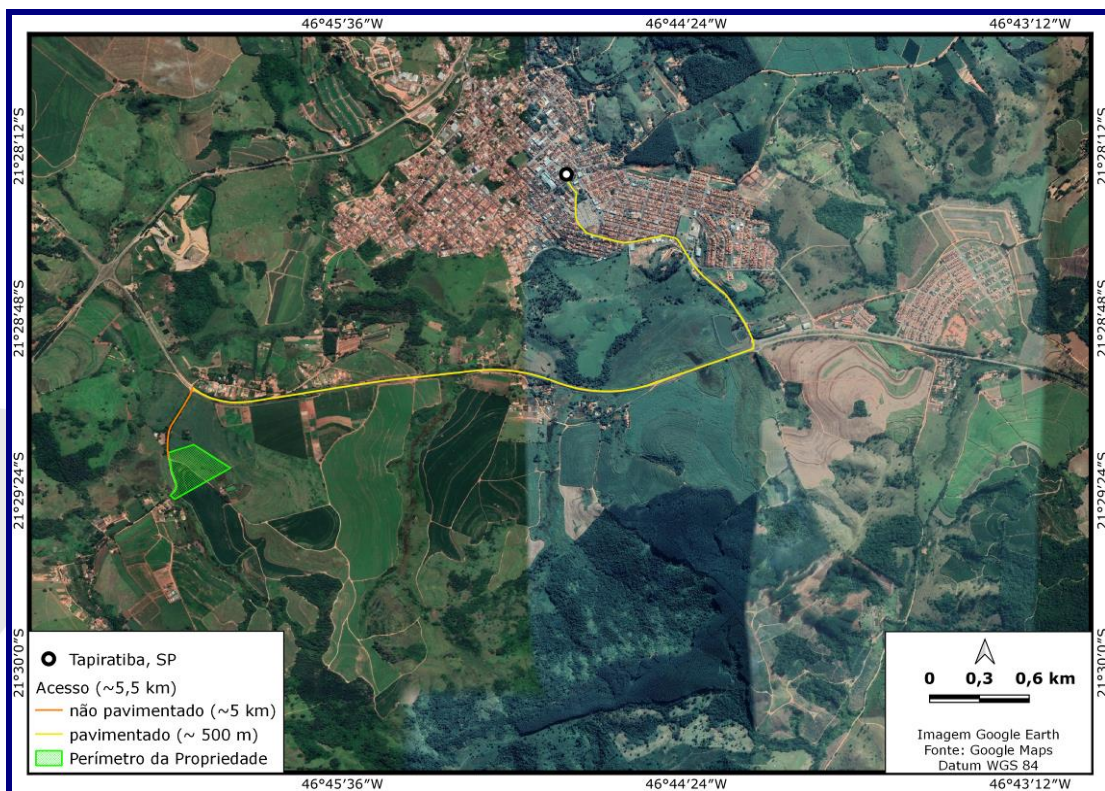 46°45′36″W 46°44′24″W 46°43′12″W
21°28′12″S 21°28′12″S
21°28′48″S 21°28′48″S
21°29′24″S 21°29′24″S
21°30′0″S 21°30′0″S
Tapiratiba, SP
Acesso (~5,5 km)
não pavimentado (~5 km)
pavimentado (~ 500 m)
Perímetro da Propriedade
0 0,3 0,6 km
Imagem Google Earth
Fonte: Google Maps
Datum WGS 84
46°45′36″W 46°44′24″W 46°43′12″W